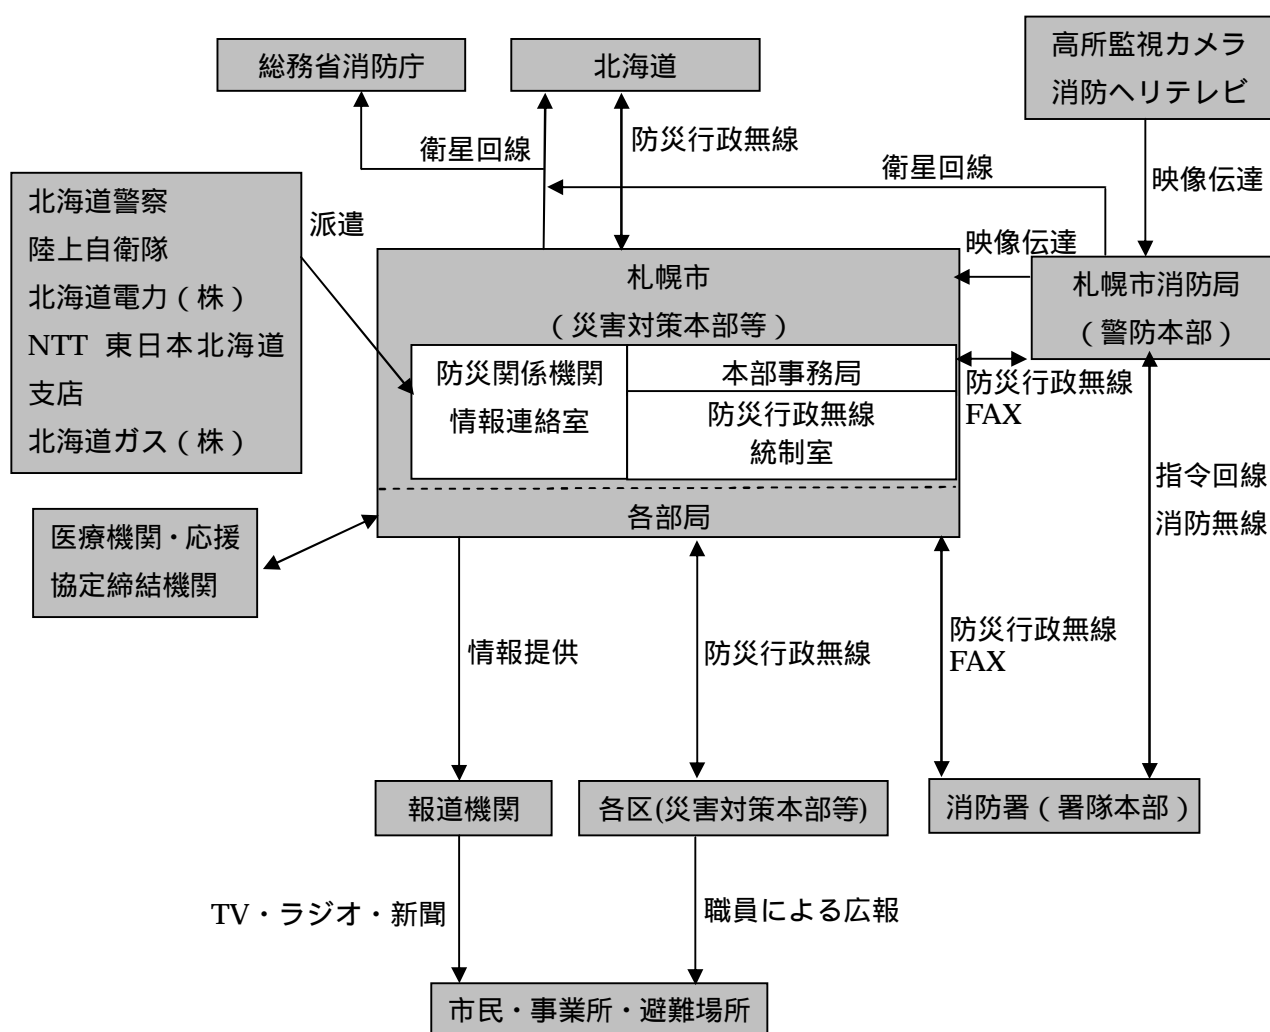 総務省消防庁
北海道
高所監視カメラ
消防ヘリテレビ
衛星回線
防災行政無線
衛星回線
映像伝達
北海道警察
陸上自衛隊
北海道電力(株)
NTT 東日本北海道
支店
北海道ガス(株)
派遣
映像伝達
札幌市
(災害対策本部等)
札幌市消防局
(警防本部)
防災関係機関
情報連絡室
本部事務局
防災行政無線
統制室
防災行政無線
FAX
各部局
指令回線
消防無線
医療機関・応援
協定締結機関
情報提供
防災行政無線
防災行政無線
FAX
報道機関
各区(災害対策本部等)
消防署(署隊本部)
TV・ラジオ・新聞
職員による広報
市民・事業所・避難場所